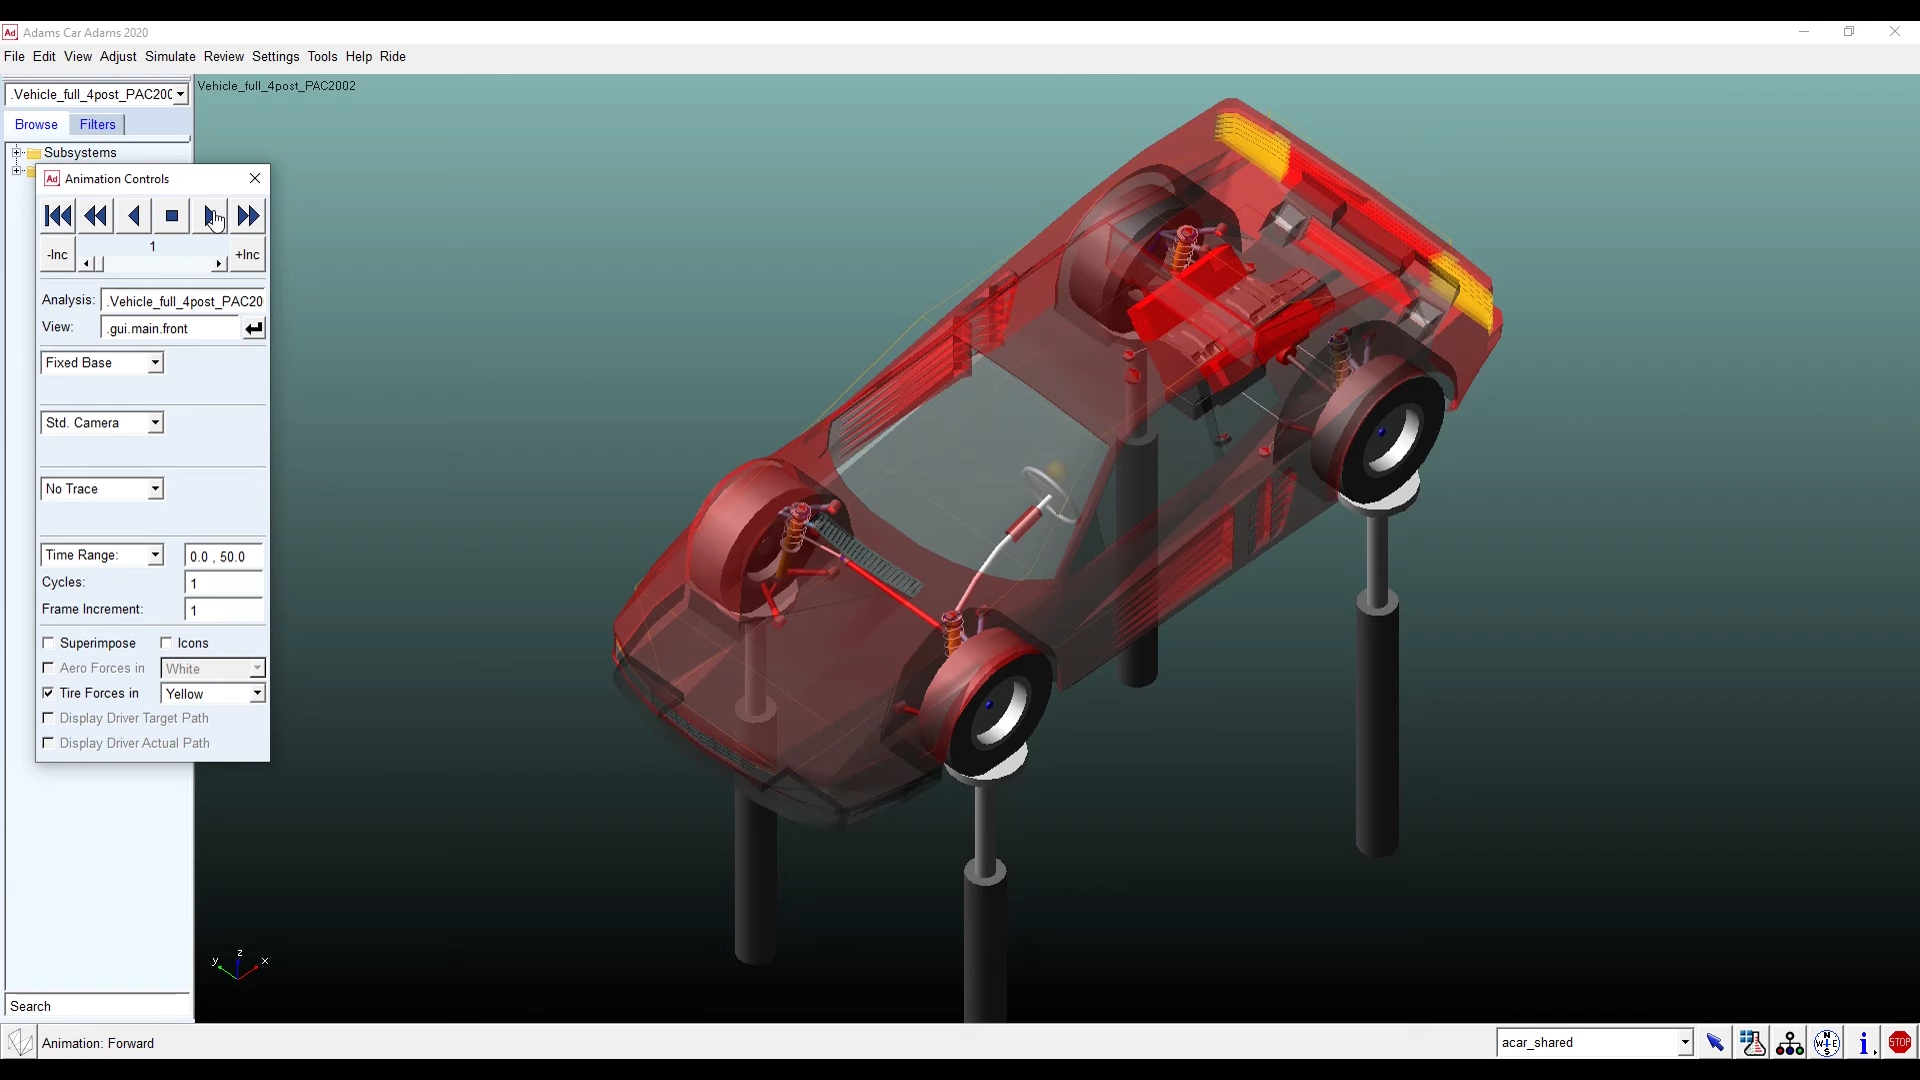 Ad Adams Car Adams 2020
File Edit View Adjust Simulate Review Settings Tools Help Ride
.Vehicle_full_4post_PAC200
Vehicle_full_4post_PAC2002
Browse Filters
Subsystems
Ad Animation Controls
1
-Inc +Inc
Analysis: .Vehicle_full_4post_PAC20
View: .gui.main.front
Fixed Base
Std. Camera
No Trace
Time Range: 0.0 , 50.0
Cycles: 1
Frame Increment: 1
Superimpose Icons
Aero Forces in White
Tire Forces in Yellow
Display Driver Target Path
Display Driver Actual Path
z
y x
Search
Animation: Forward
acar_shared
N
W E
S
i
STOP